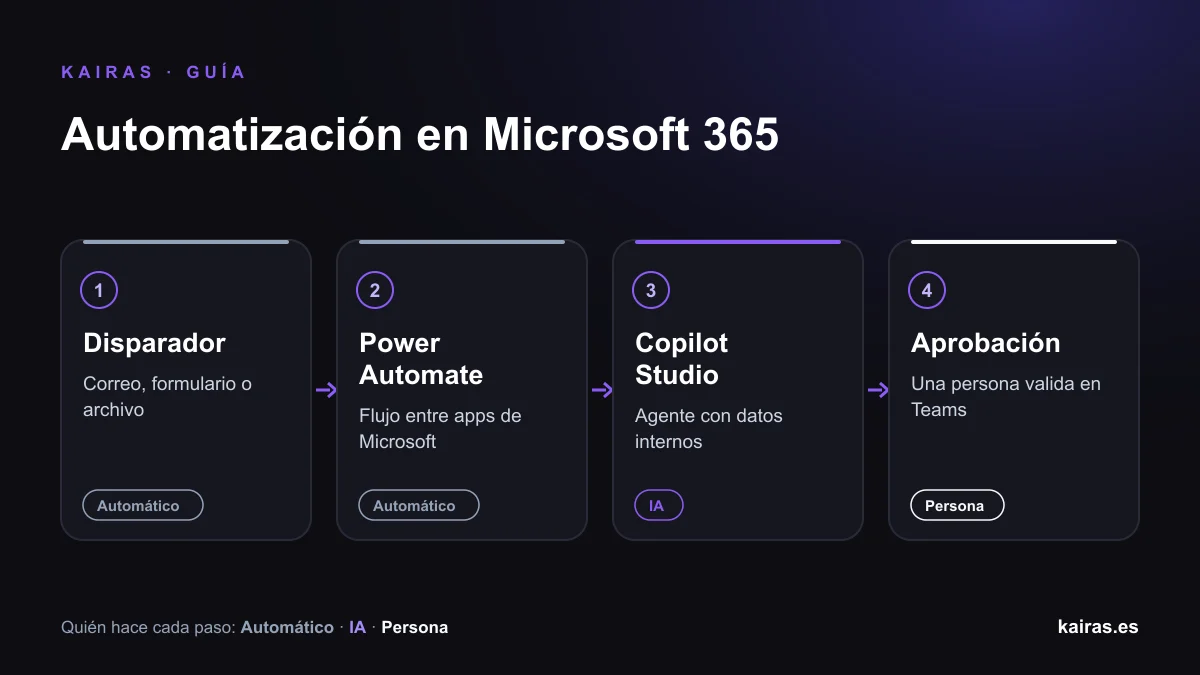 KAIRAS · GUÍA
Automatización en Microsoft 365
1
Disparador
Correo, formulario o
archivo
Automático
2
Power
Automate
Flujo entre apps de
Microsoft
Automático
3
Copilot
Studio
Agente con datos
internos
IA
4
Aprobación
Una persona valida en
Teams
Persona
Quién hace cada paso: Automático · IA · Persona
kairas.es